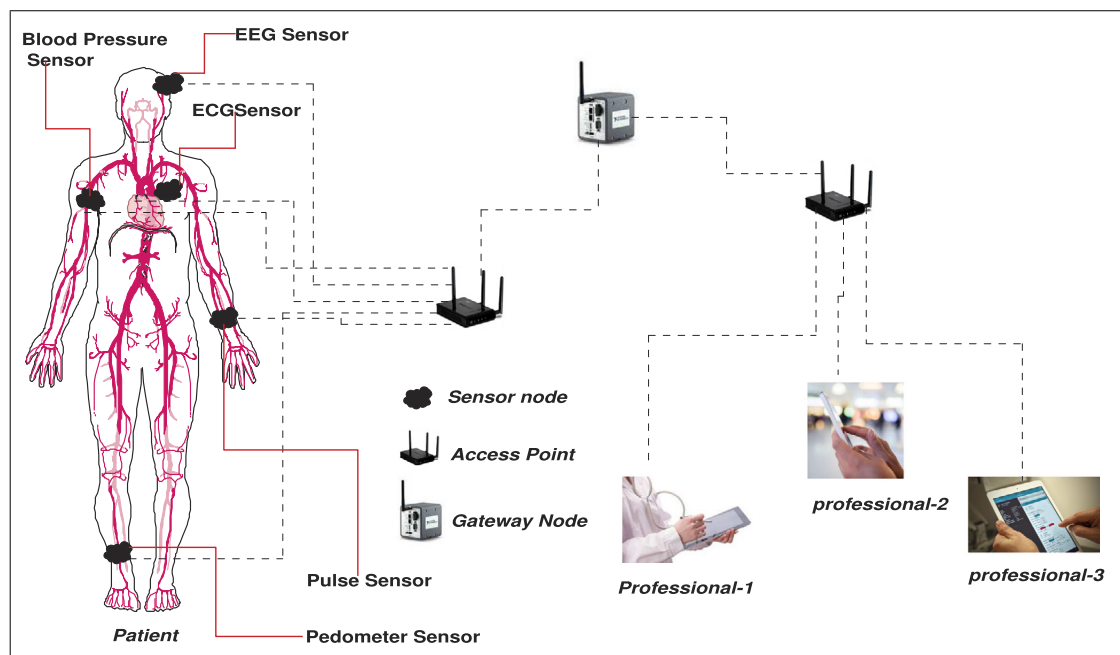 Blood Pressure
Sensor
EEG Sensor
ECGSensor
Sensor node
Access Point
Gateway Node
Pulse Sensor
Pedometer Sensor
Patient
Professional-1
professional-2
professional-3